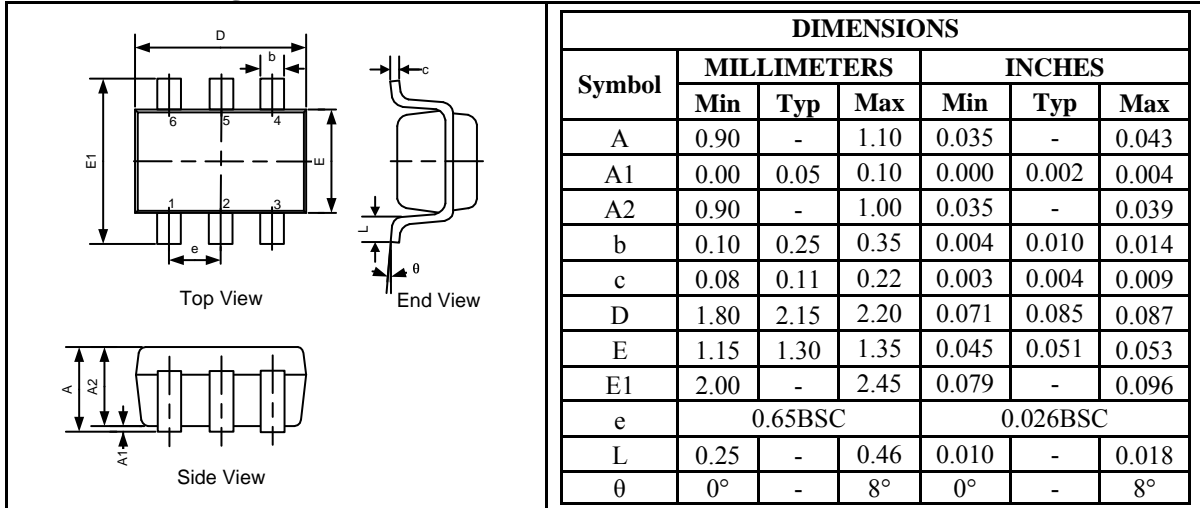 D
b
c
6 5 4
E1
E
1 2 3
L
e
θ
Top View
End View
A
A2
A1
Side View
DIMENSIONS
Symbol MILLIMETERS INCHES
Min Typ Max Min Typ Max
A 0.90 - 1.10 0.035 - 0.043
A1 0.00 0.05 0.10 0.000 0.002 0.004
A2 0.90 - 1.00 0.035 - 0.039
b 0.10 0.25 0.35 0.004 0.010 0.014
c 0.08 0.11 0.22 0.003 0.004 0.009
D 1.80 2.15 2.20 0.071 0.085 0.087
E 1.15 1.30 1.35 0.045 0.051 0.053
E1 2.00 - 2.45 0.079 - 0.096
e 0.65BSC 0.026BSC
L 0.25 - 0.46 0.010 - 0.018
θ 0° - 8° 0° - 8°